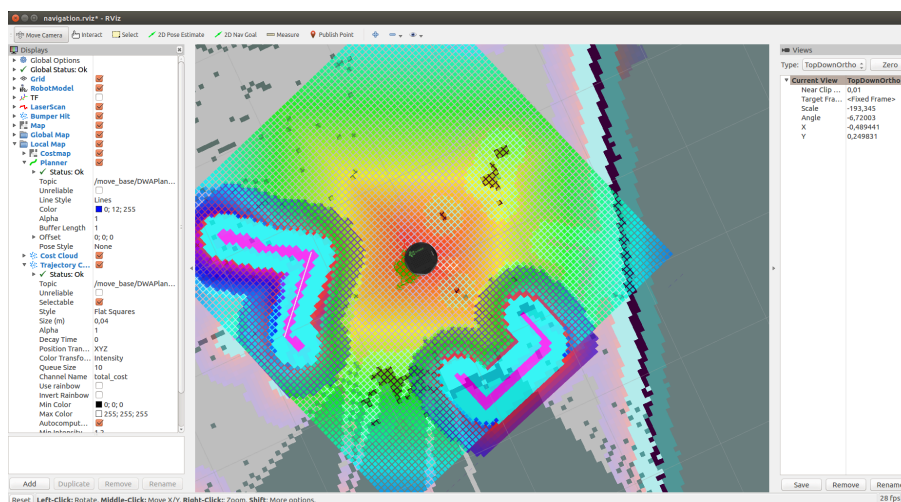 navigation.rviz* - RViz
Move Camera Interact Select 2D Pose Estimate 2D Nav Goal Measure Publish Point
Displays
Global Options
Global Status: Ok
Grid
RobotModel
TF
LaserScan
Bumper Hit
Map
Global Map
Local Map
Costmap
Planner
Status: Ok
Topic /move_base/DWAPlan...
Unreliable
Line Style Lines
Color 0; 12; 255
Alpha 1
Buffer Length 1
Offset 0; 0; 0
Pose Style None
Cost Cloud
Trajectory C...
Status: Ok
Topic /move_base/DWAPlan...
Unreliable
Selectable
Style Flat Squares
Size (m) 0,04
Alpha 1
Decay Time 0
Position Tran... XYZ
Color Transfo... Intensity
Queue Size 10
Channel Name total_cost
Use rainbow
Invert Rainbow
Min Color 0; 0; 0
Max Color 255; 255; 255
Autocomput...
Min Intensity 1,2
Add Duplicate Remove Rename
Views
Type: TopDownOrtho Zero
Current View TopDownOrtho
Near Clip ... 0,01
Target Fra... <Fixed Frame>
Scale -193,345
Angle -6,72003
X -0,489441
Y 0,249831
Save Remove Rename
Reset Left-Click: Rotate. Middle-Click: Move X/Y. Right-Click: Zoom. Shift: More options.
28 fps